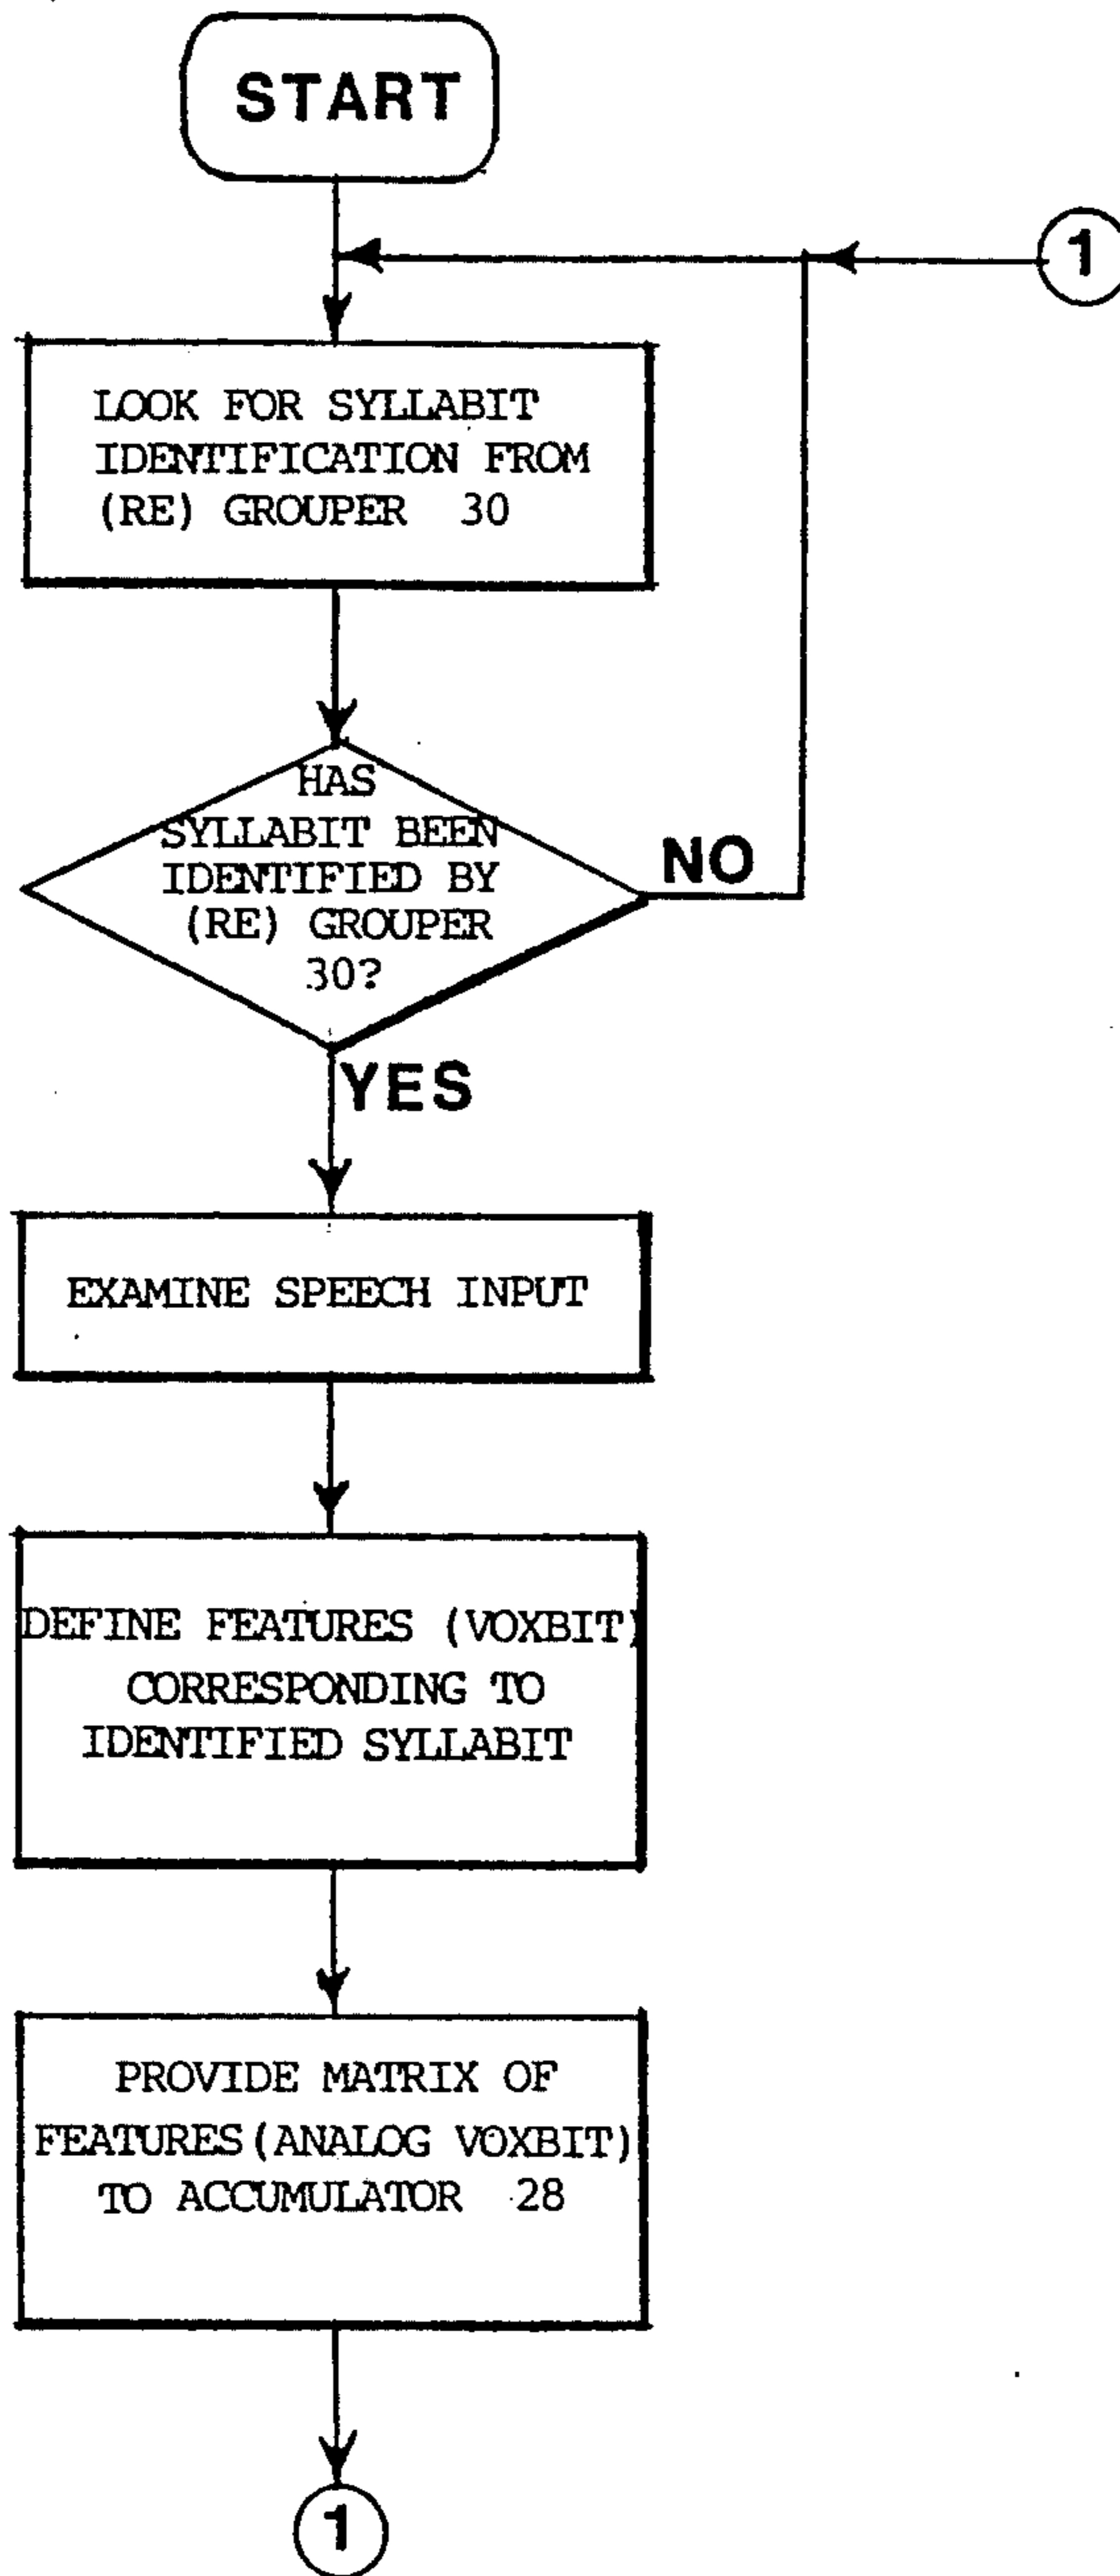 START
1
LOOK FOR SYLLABIT
IDENTIFICATION FROM
(RE) GROUPER 30
HAS
SYLLABIT BEEN
IDENTIFIED BY
(RE) GROUPER
30?
NO
YES
EXAMINE SPEECH INPUT
DEFINE FEATURES (VOXBIT)
CORRESPONDING TO
IDENTIFIED SYLLABIT
PROVIDE MATRIX OF
FEATURES (ANALOG VOXBIT)
TO ACCUMULATOR 28
1